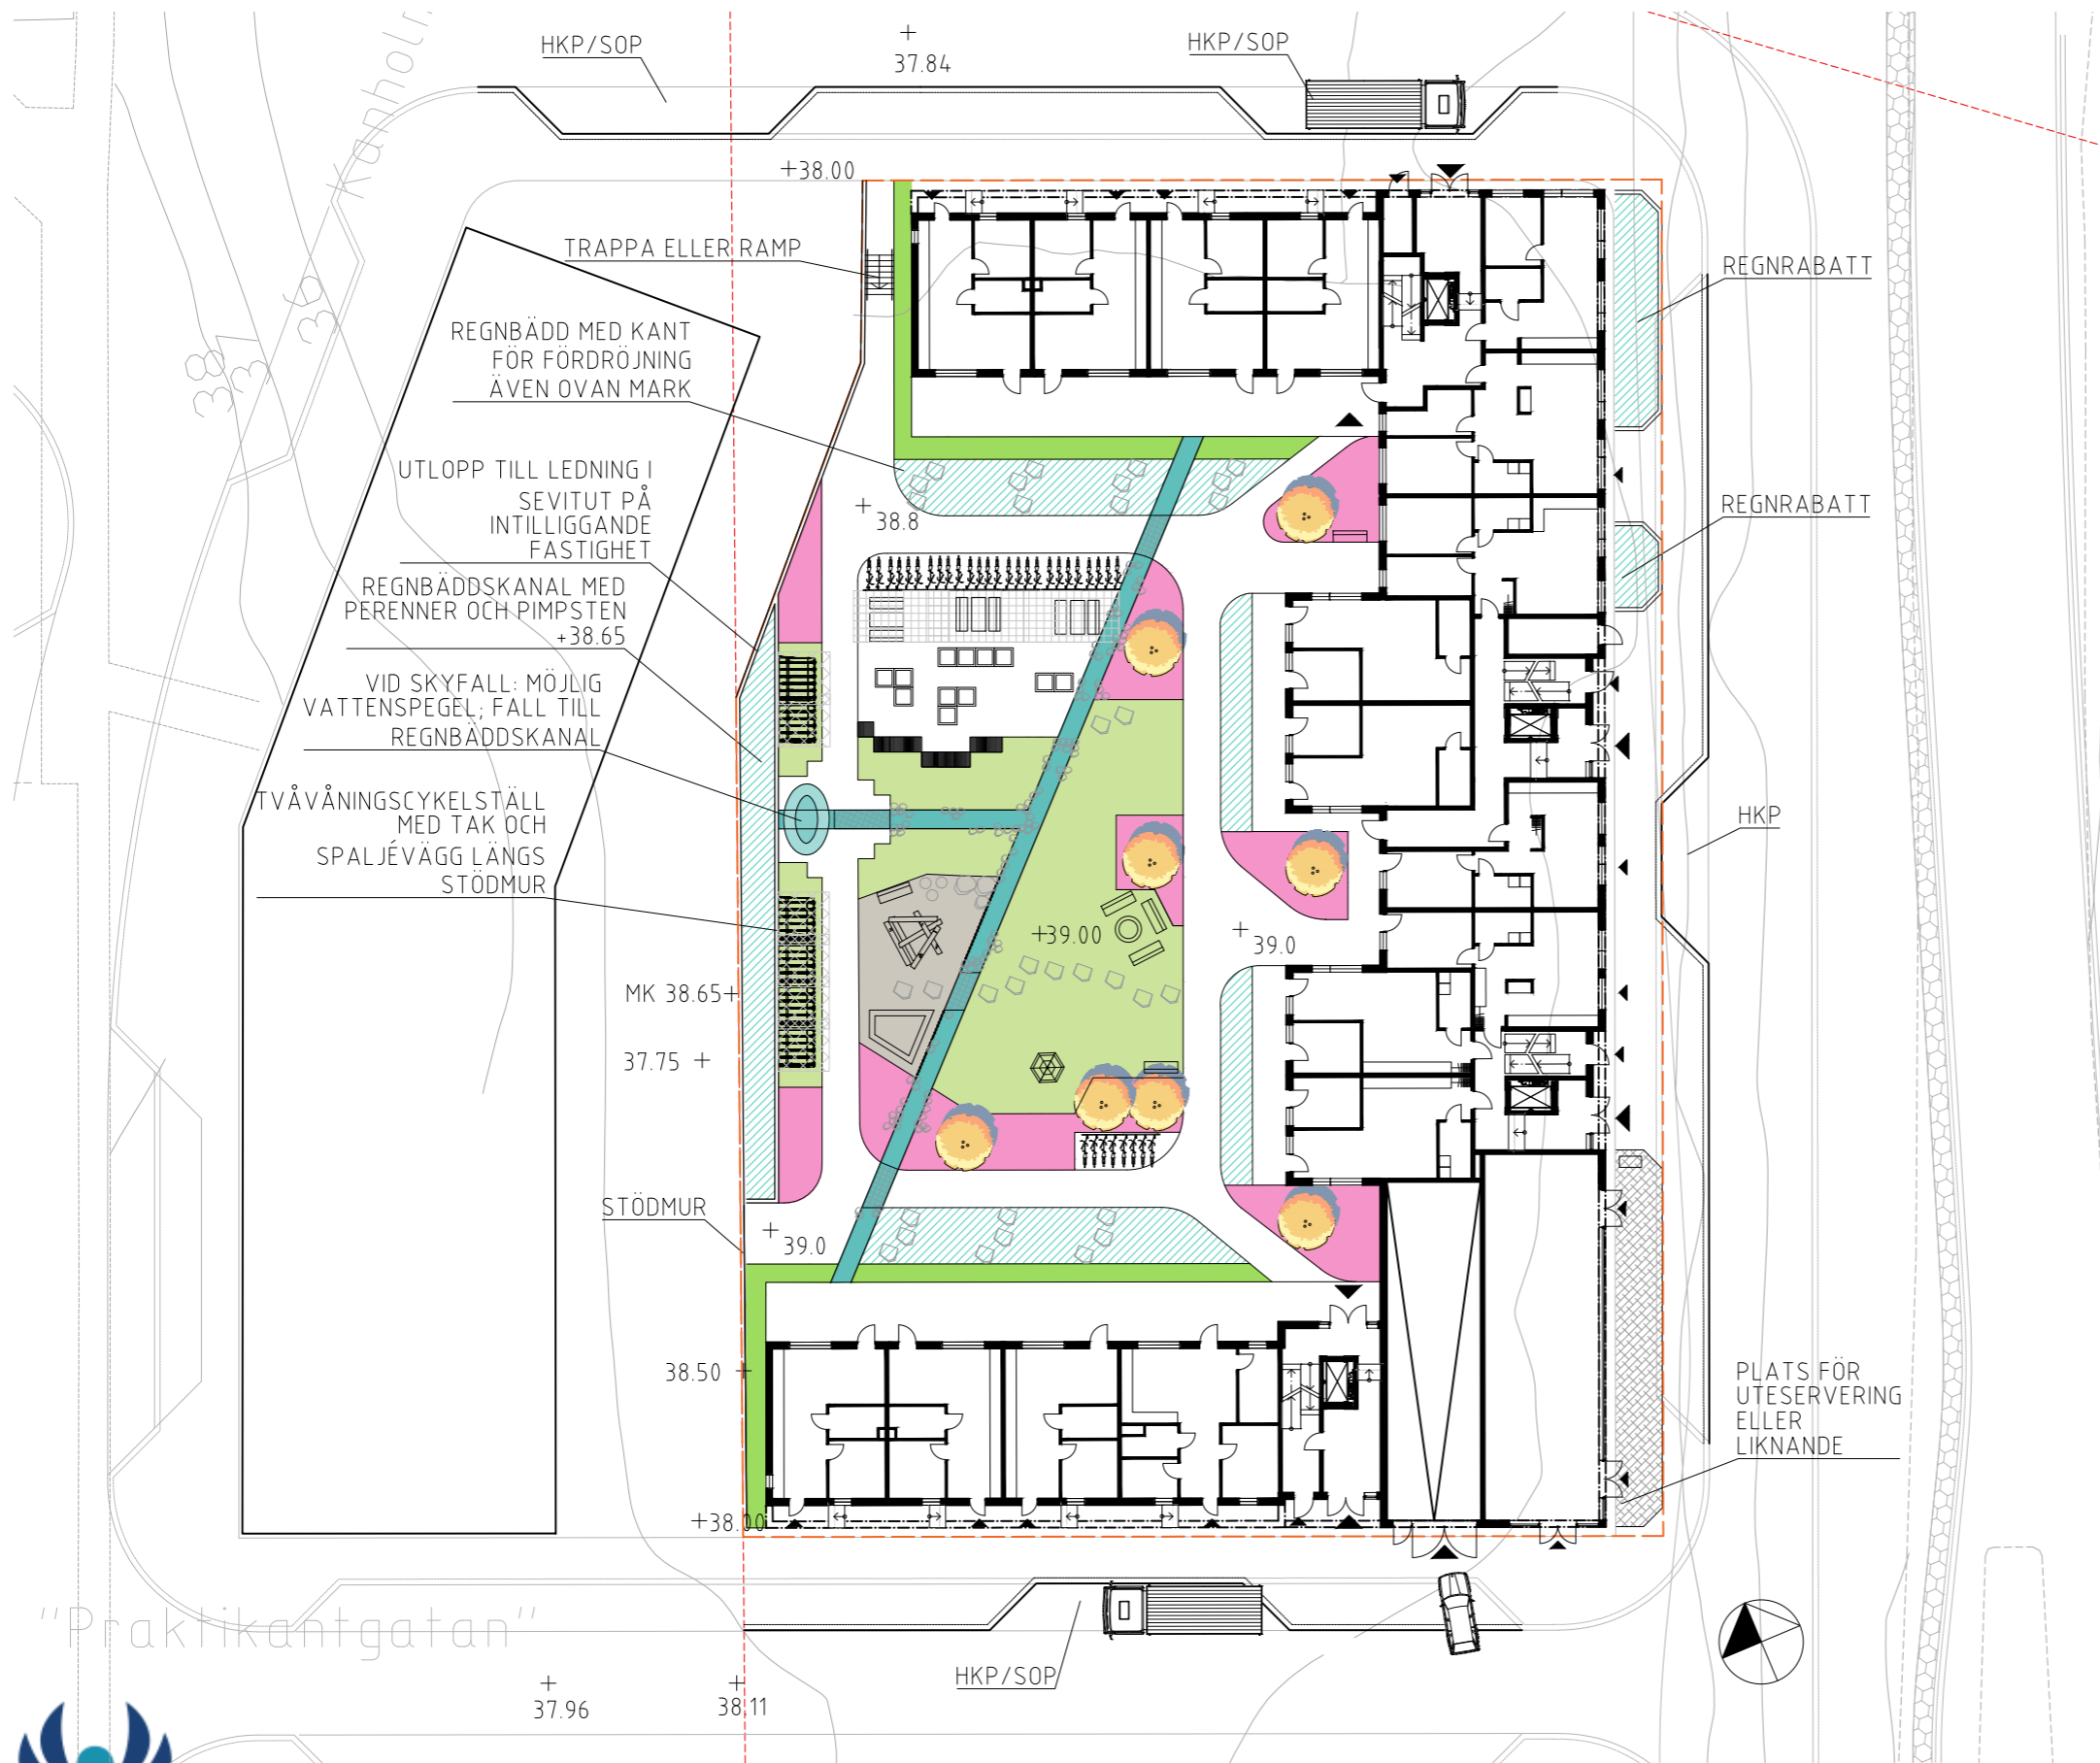 HKP/SOP
+
37.84
HKP/SOP
+38.00
TRAPPA ELLER RAMP
REGNRABATT
REGNBÄDD MED KANT
FÖR FÖRDRÖJNING
ÄVEN OVAN MARK
UTLOPP TILL LEDNING I
SEVITUT PÅ
INTILLIGGANDE
FASTIGHET
+
38.8
REGNRABATT
REGNBÄDDSKANAL MED
PERENNER OCH PIMPSTEN
+38.65
VID SKYFALL: MÖJLIG
VATTENSPEGEL; FALL TILL
REGNBÄDDSKANAL
TVÅVÅNINGSCYKELSTÄLL
MED TAK OCH
SPALJÉVÄGG LÄNGS
STÖDMUR
HKP
+39.00
+
39.0
MK 38.65+
37.75 +
STÖDMUR
+
39.0
38.50 +
PLATS FÖR
UTESERVERING
ELLER
LIKNANDE
+38.00
"Praktikantgatan"
HKP/SOP
+
37.96
+
38.11